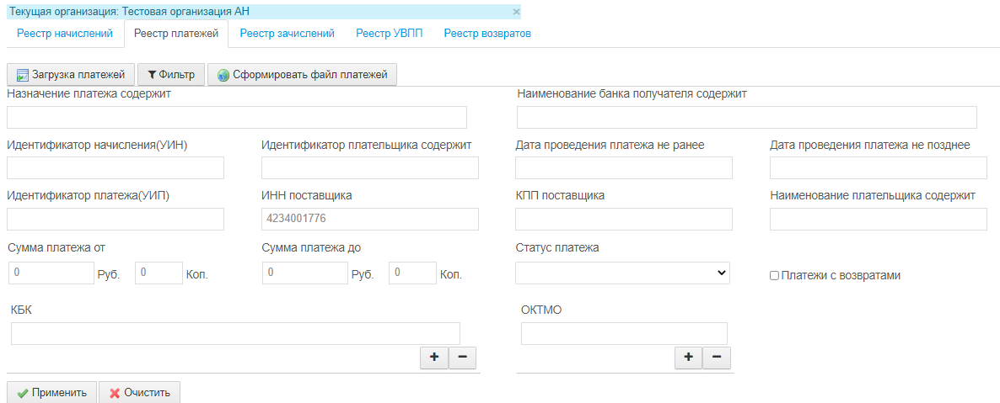 Текущая организация: Тестовая организация АН ×
Реестр начислений Реестр платежей Реестр зачислений Реестр УВПП Реестр возвратов
Загрузка платежей Фильтр Сформировать файл платежей
Назначение платежа содержит Наименование банка получателя содержит
Идентификатор начисления(УИН) Идентификатор плательщика содержит Дата проведения платежа не ранее Дата проведения платежа не позднее
Идентификатор платежа(УИП) ИНН поставщика КПП поставщика Наименование плательщика содержит
4234001776
Сумма платежа от Сумма платежа до Статус платежа
0 Руб. 0 Коп. 0 Руб. 0 Коп. Платежи с возвратами
КБК ОКТМО
+ − + −
Применить Очистить